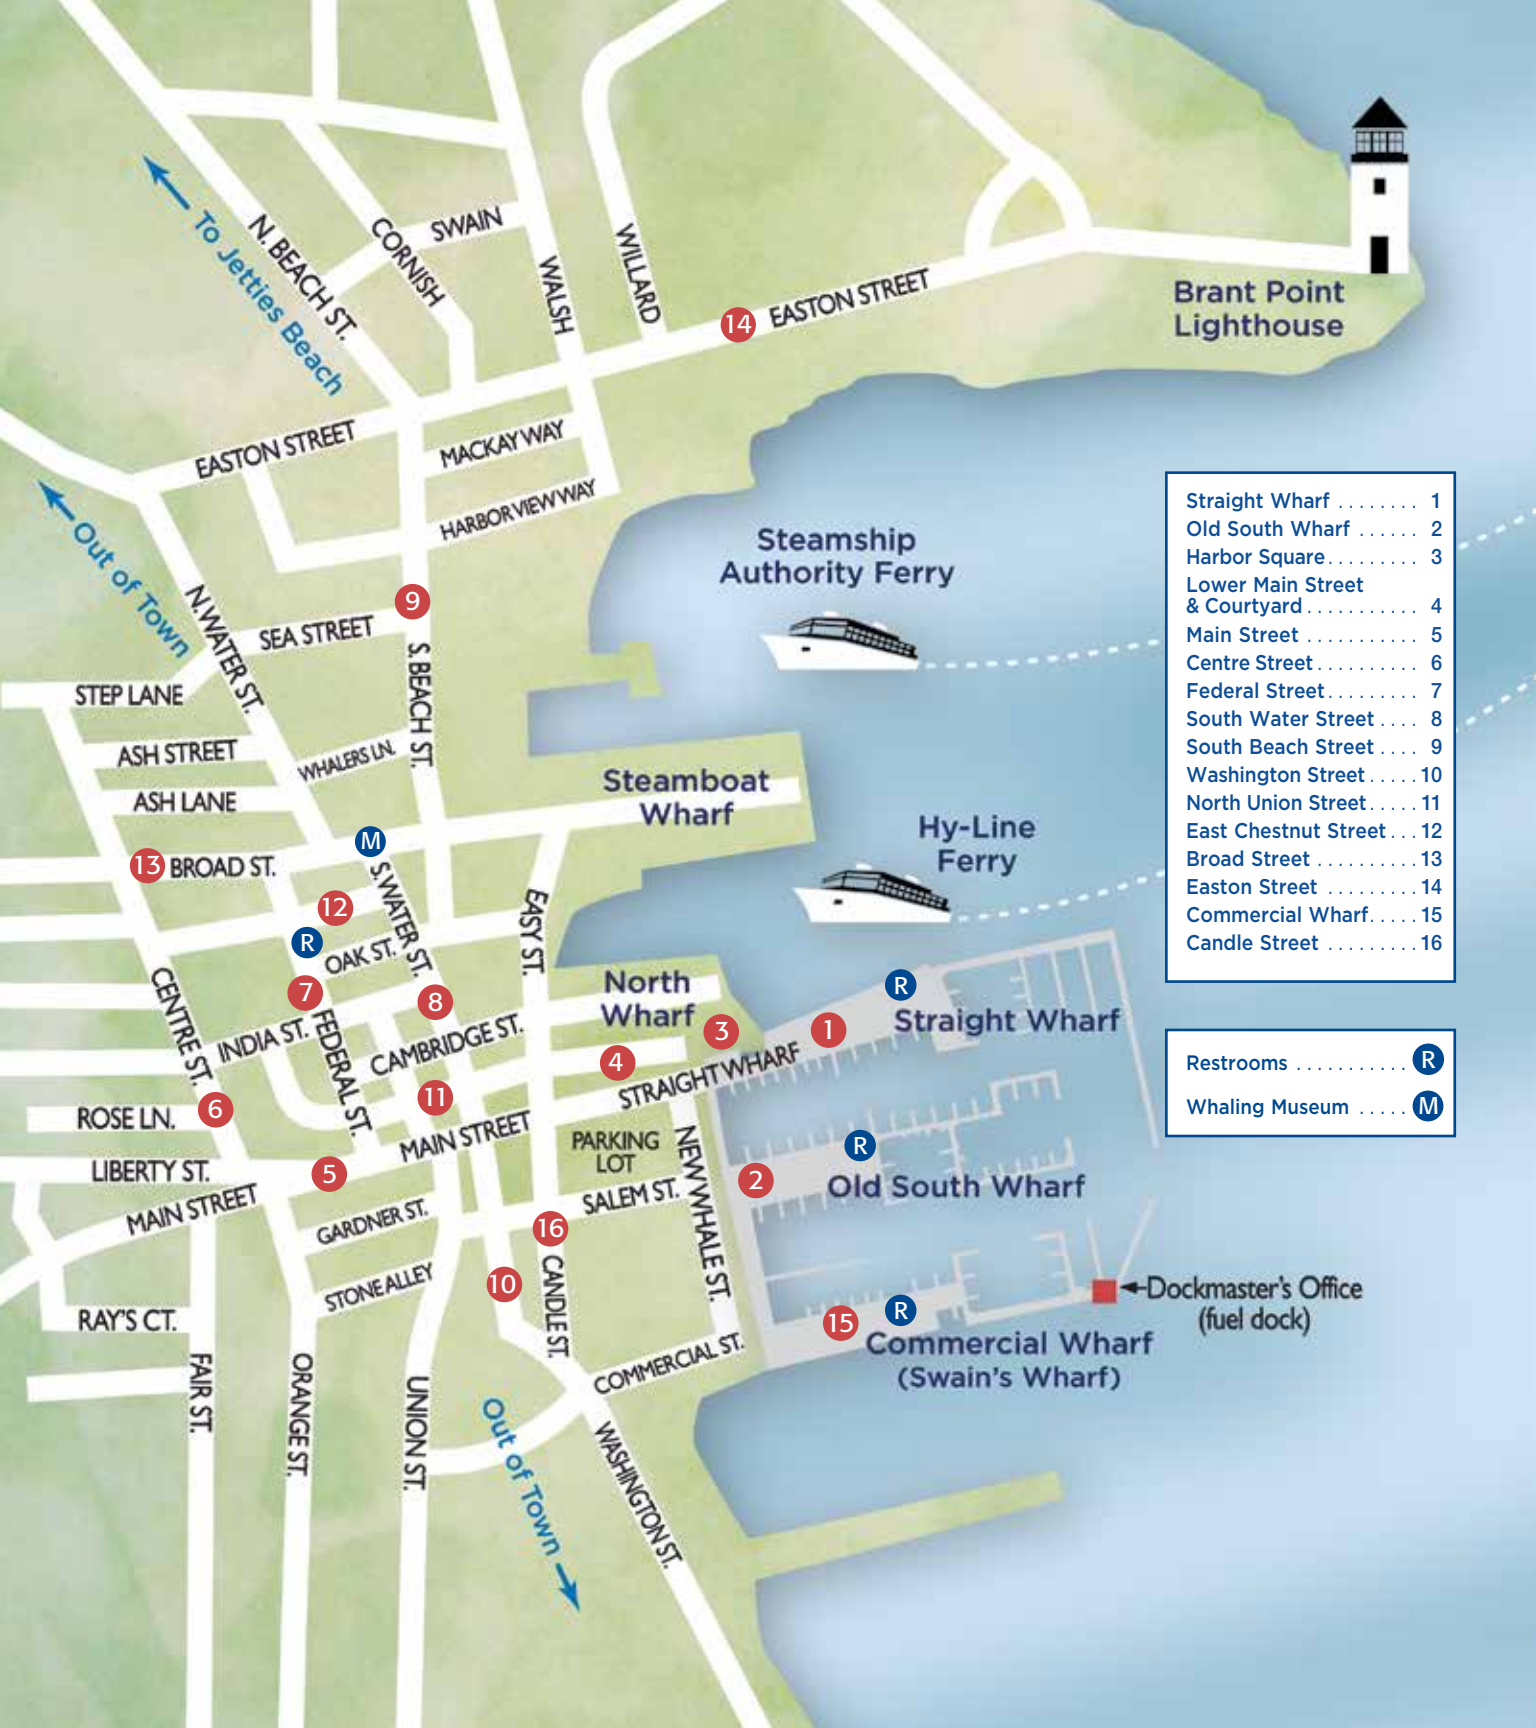 To Jetties Beach
N. BEACH ST.
CORNISH
SWAIN
WALSH
WILLARD
14
EASTON STREET
Brant Point
Lighthouse
EASTON STREET
MACKAY WAY
HARBOR VIEW WAY
Out of Town
N. WATER ST.
9
SEA STREET
S. BEACH ST.
STEP LANE
ASH STREET
WHALERS LN.
ASH LANE
Steamship
Authority Ferry
Steamboat
Wharf
Hy-Line
Ferry
M
13
BROAD ST.
S. WATER ST.
12
R
OAK ST.
EASY ST.
7
8
CENTRE ST.
INDIA ST.
FEDERAL ST.
CAMBRIDGE ST.
North
Wharf
3
1
R
Straight Wharf
4
STRAIGHT WHARF
11
6
ROSE LN.
MAIN STREET
PARKING
LOT
NEW WHALE ST.
R
2
Old South Wharf
LIBERTY ST.
5
MAIN STREET
GARDNER ST.
SALEM ST.
16
10
CANDLE ST.
STONE ALLEY
RAY'S CT.
FAIR ST.
ORANGE ST.
UNION ST.
Out of Town
COMMERCIAL ST.
WASHINGTON ST.
15
R
Commercial Wharf
(Swain's Wharf)
Dockmaster's Office
(fuel dock)
Straight Wharf . . . . . . . . 1
Old South Wharf . . . . . . 2
Harbor Square . . . . . . . . . 3
Lower Main Street
& Courtyard . . . . . . . . . . . 4
Main Street . . . . . . . . . . . 5
Centre Street . . . . . . . . . . 6
Federal Street . . . . . . . . . 7
South Water Street . . . . 8
South Beach Street . . . . 9
Washington Street . . . . . 10
North Union Street . . . . . 11
East Chestnut Street . . . 12
Broad Street . . . . . . . . . . 13
Easton Street . . . . . . . . . 14
Commercial Wharf . . . . . 15
Candle Street . . . . . . . . . 16
Restrooms . . . . . . . . . . . R
Whaling Museum . . . . . M